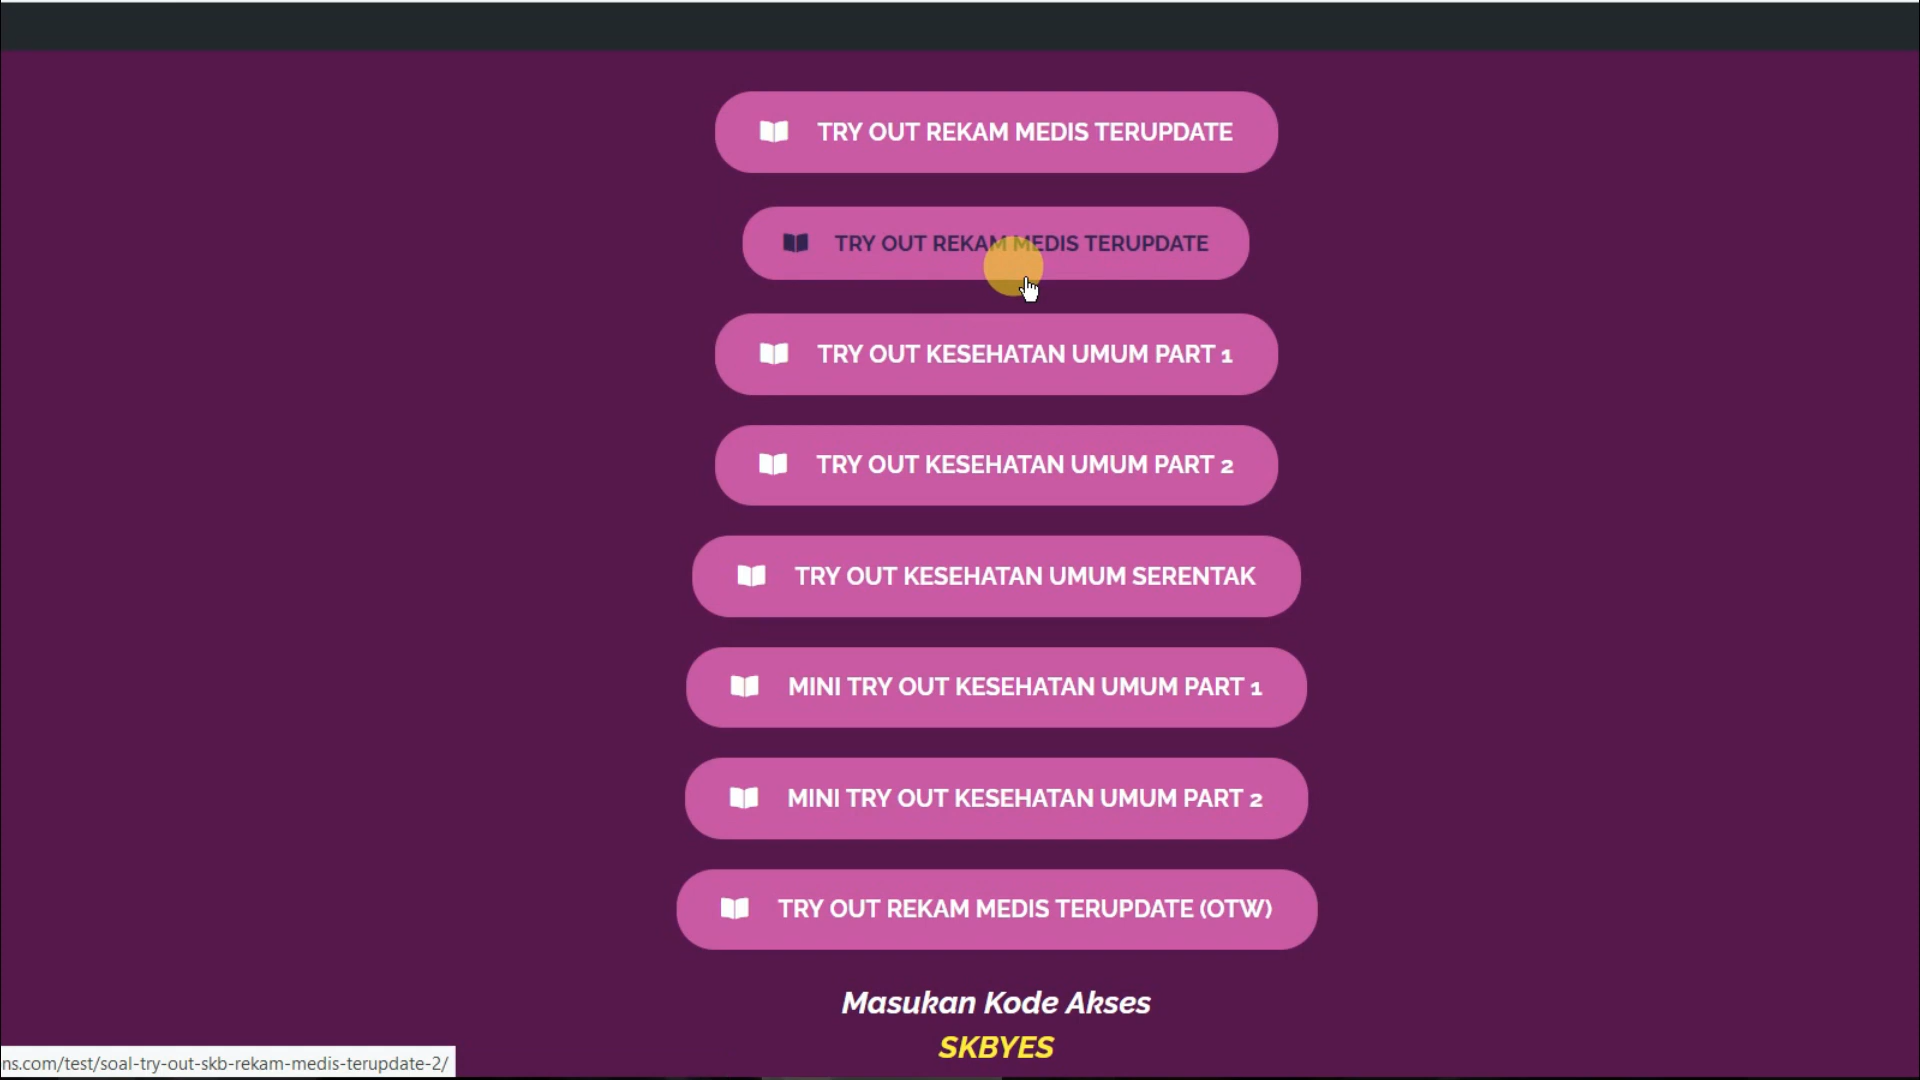 TRY OUT REKAM MEDIS TERUPDATE
TRY OUT REKAM MEDIS TERUPDATE
TRY OUT KESEHATAN UMUM PART 1
TRY OUT KESEHATAN UMUM PART 2
TRY OUT KESEHATAN UMUM SERENTAK
MINI TRY OUT KESEHATAN UMUM PART 1
MINI TRY OUT KESEHATAN UMUM PART 2
TRY OUT REKAM MEDIS TERUPDATE (OTW)
Masukan Kode Akses
SKBYES
ns.com/test/soal-try-out-skb-rekam-medis-terupdate-2/